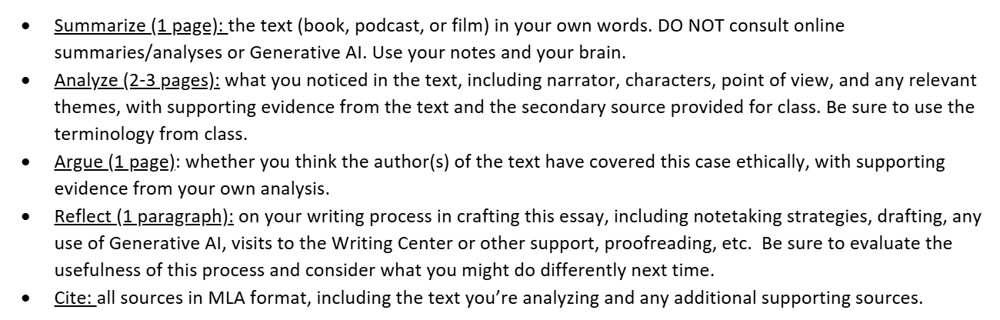 • Summarize (1 page): the text (book, podcast, or film) in your own words. DO NOT consult online
summaries/analyses or Generative AI. Use your notes and your brain.
• Analyze (2-3 pages): what you noticed in the text, including narrator, characters, point of view, and any relevant
themes, with supporting evidence from the text and the secondary source provided for class. Be sure to use the
terminology from class.
• Argue (1 page): whether you think the author(s) of the text have covered this case ethically, with supporting
evidence from your own analysis.
• Reflect (1 paragraph): on your writing process in crafting this essay, including notetaking strategies, drafting, any
use of Generative AI, visits to the Writing Center or other support, proofreading, etc.  Be sure to evaluate the
usefulness of this process and consider what you might do differently next time.
• Cite: all sources in MLA format, including the text you’re analyzing and any additional supporting sources.